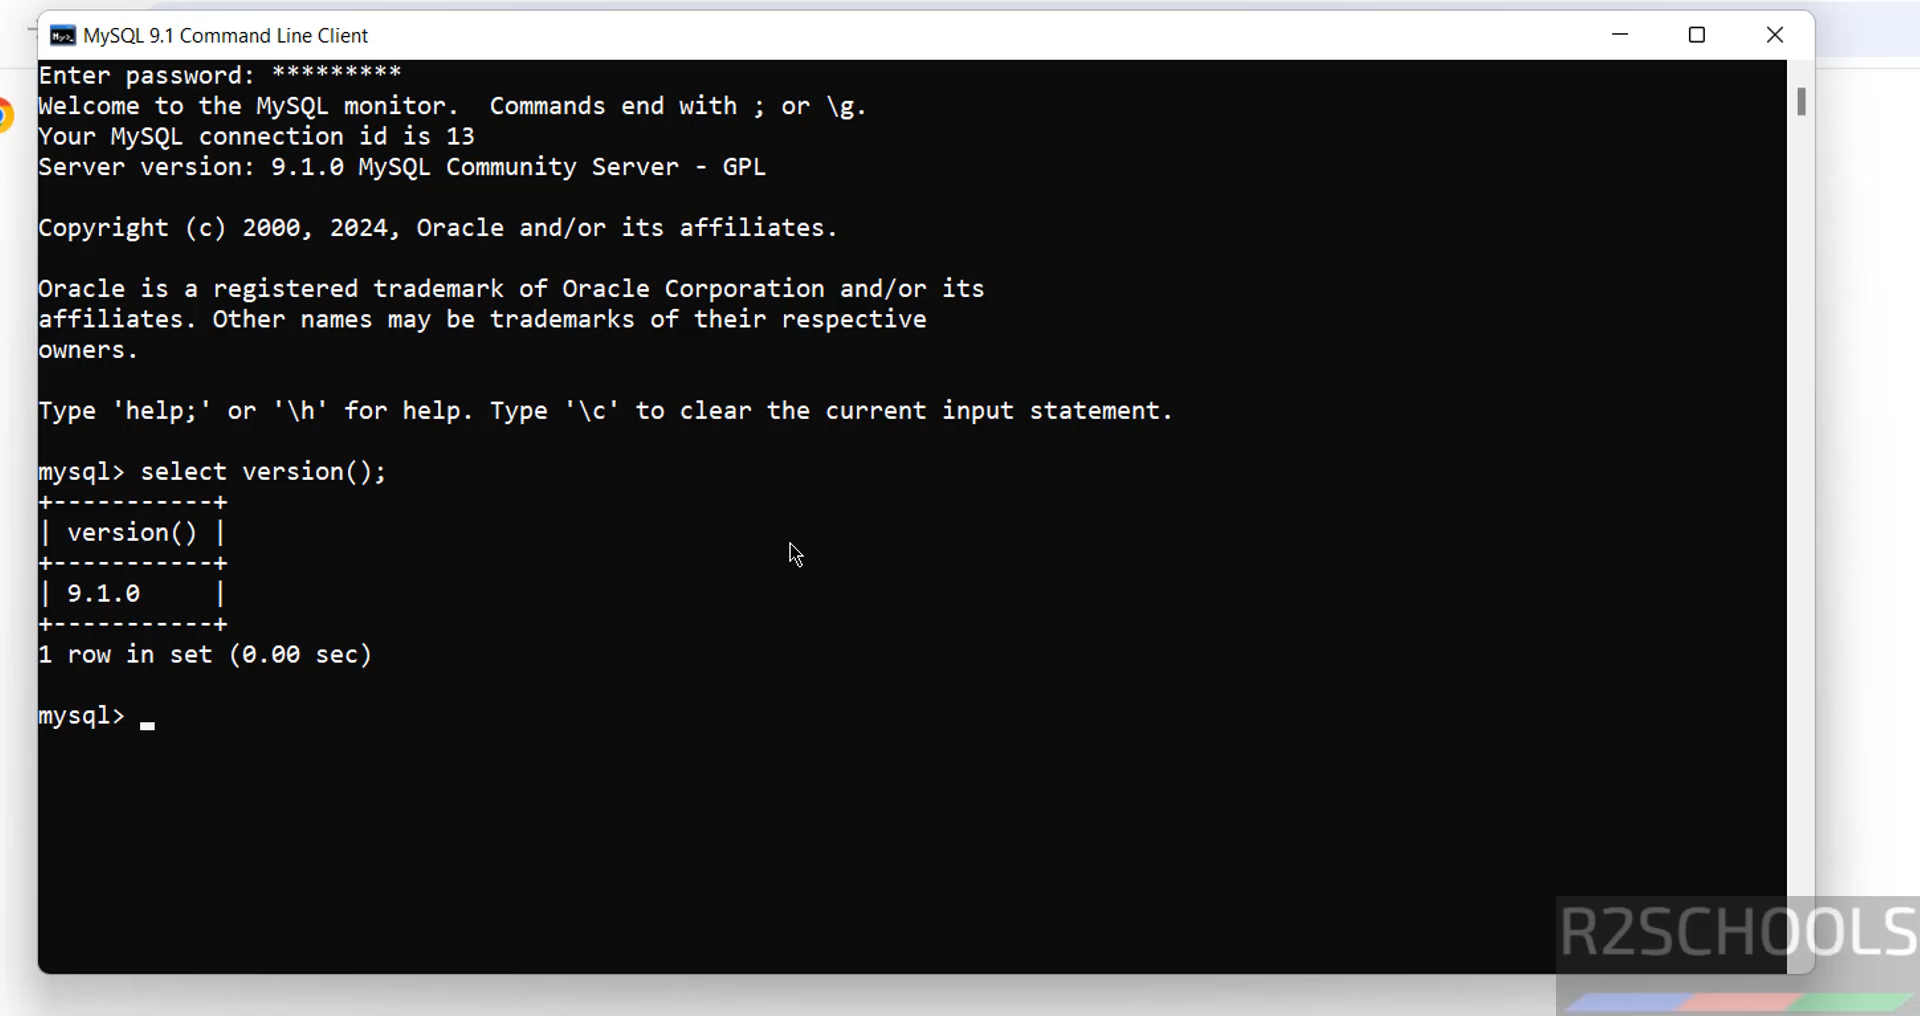 MySQL 9.1 Command Line Client
Enter password: *********
Welcome to the MySQL monitor.  Commands end with ; or \g.
Your MySQL connection id is 13
Server version: 9.1.0 MySQL Community Server - GPL
Copyright (c) 2000, 2024, Oracle and/or its affiliates.
Oracle is a registered trademark of Oracle Corporation and/or its
affiliates. Other names may be trademarks of their respective
owners.
Type 'help;' or '\h' for help. Type '\c' to clear the current input statement.
mysql> select version();
+-----------+
| version() |
+-----------+
| 9.1.0     |
+-----------+
1 row in set (0.00 sec)
mysql>
R2SCHOOLS